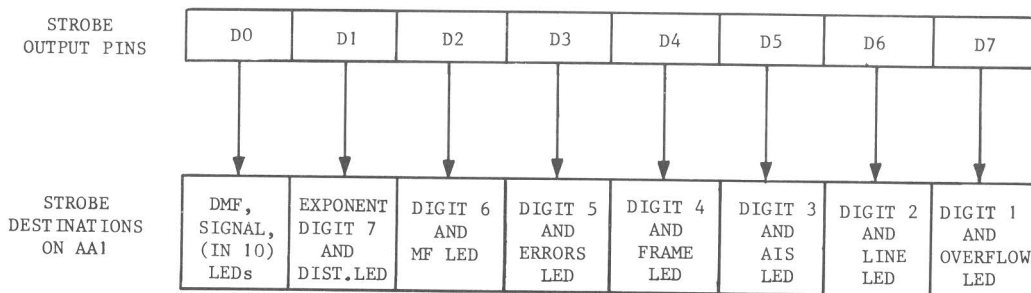 STROBE
OUTPUT PINS
D0 D1 D2 D3 D4 D5 D6 D7
STROBE
DESTINATIONS
ON AA1
DMF,
SIGNAL,
(IN 10)
LEDs
EXPONENT
DIGIT 7
AND
DIST.LED
DIGIT 6
AND
MF LED
DIGIT 5
AND
ERRORS
LED
DIGIT 4
AND
FRAME
LED
DIGIT 3
AND
AIS
LED
DIGIT 2
AND
LINE
LED
DIGIT 1
AND
OVERFLOW
LED